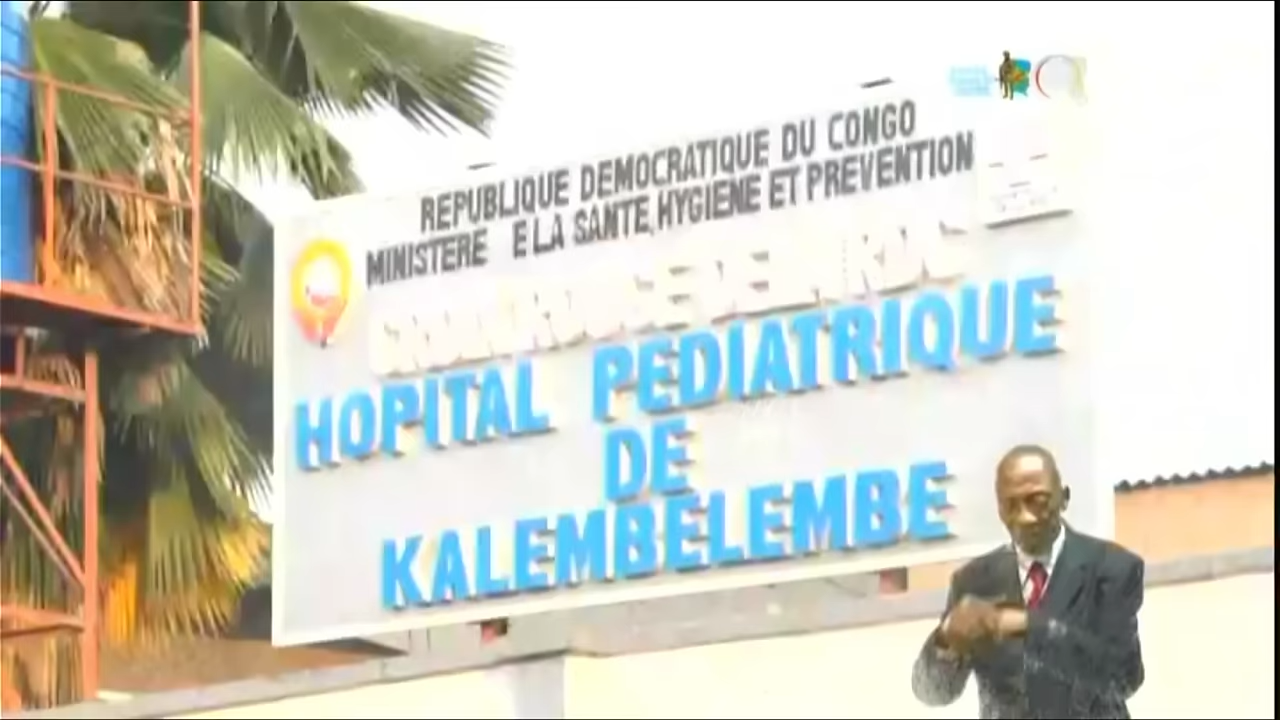 REPUBLIQUE DEMOCRATIQUE DU CONGO
MINISTERE E LA SANTE, HYGIENE ET PREVENTION
HOPITAL PEDIATRIQUE
DE
KALEMBELEMBE